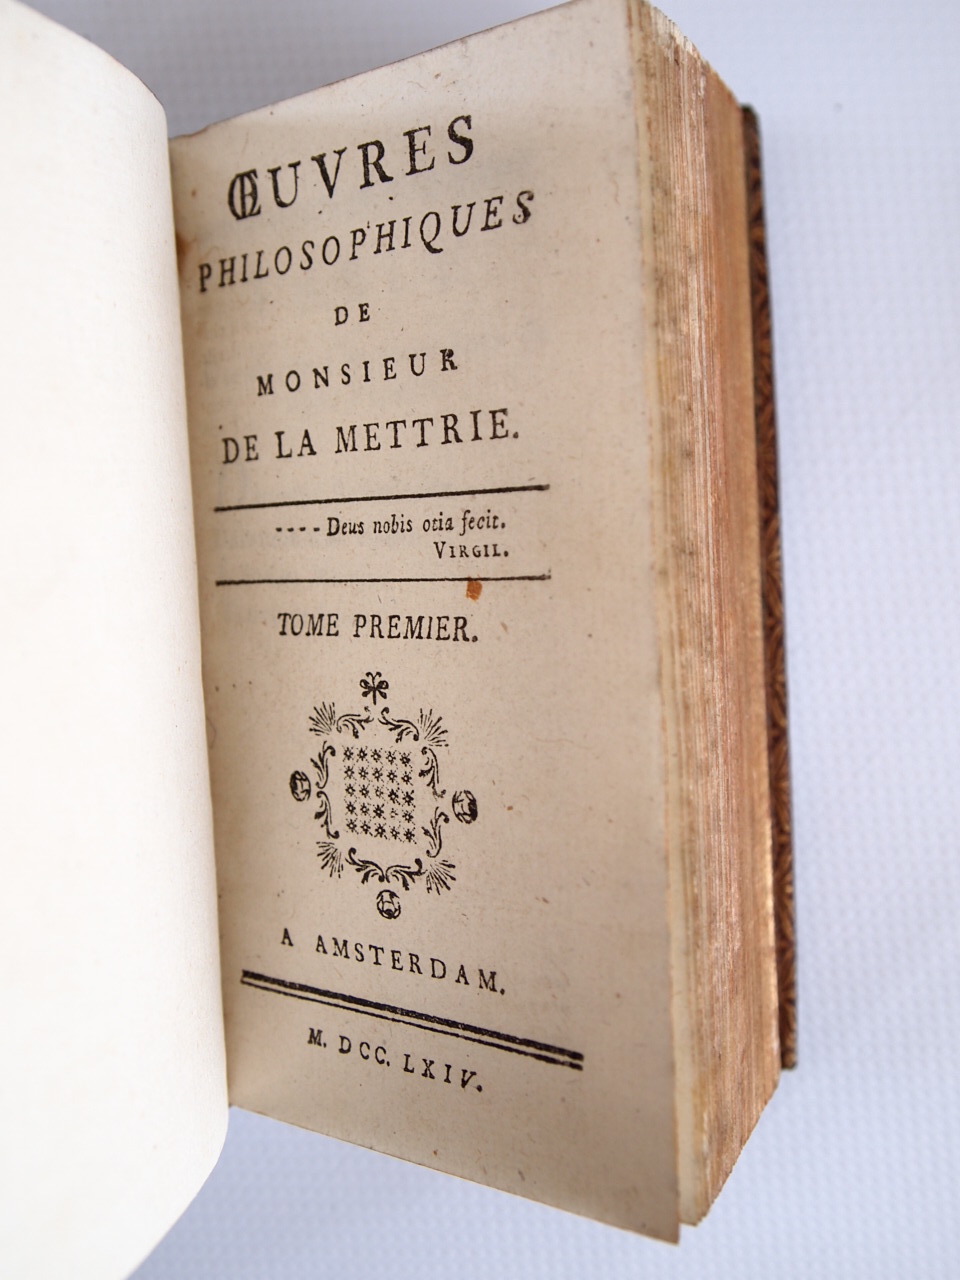 ŒUVRES
PHILOSOPHIQUES
DE
MONSIEUR
DE LA METTRIE.
---- Deus nobis otia fecit.
VIRGIL.
TOME PREMIER.
A AMSTERDAM.
M. DCC. LXIV.